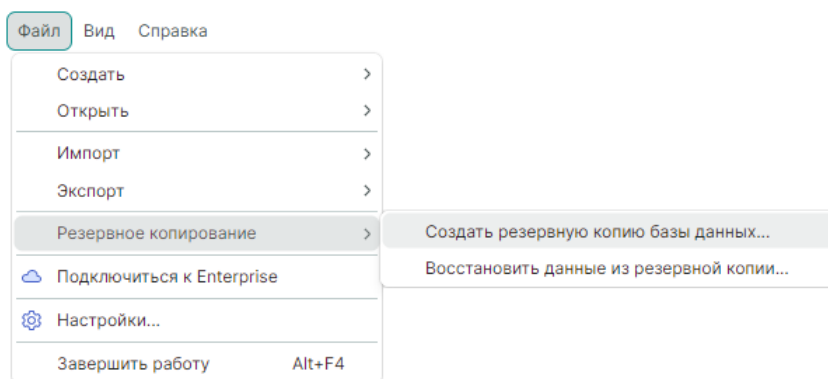 Файл Вид Справка
Создать
Открыть
Импорт
Экспорт
Резервное копирование
Создать резервную копию базы данных...
Восстановить данные из резервной копии...
Подключиться к Enterprise
Настройки...
Завершить работу Alt+F4